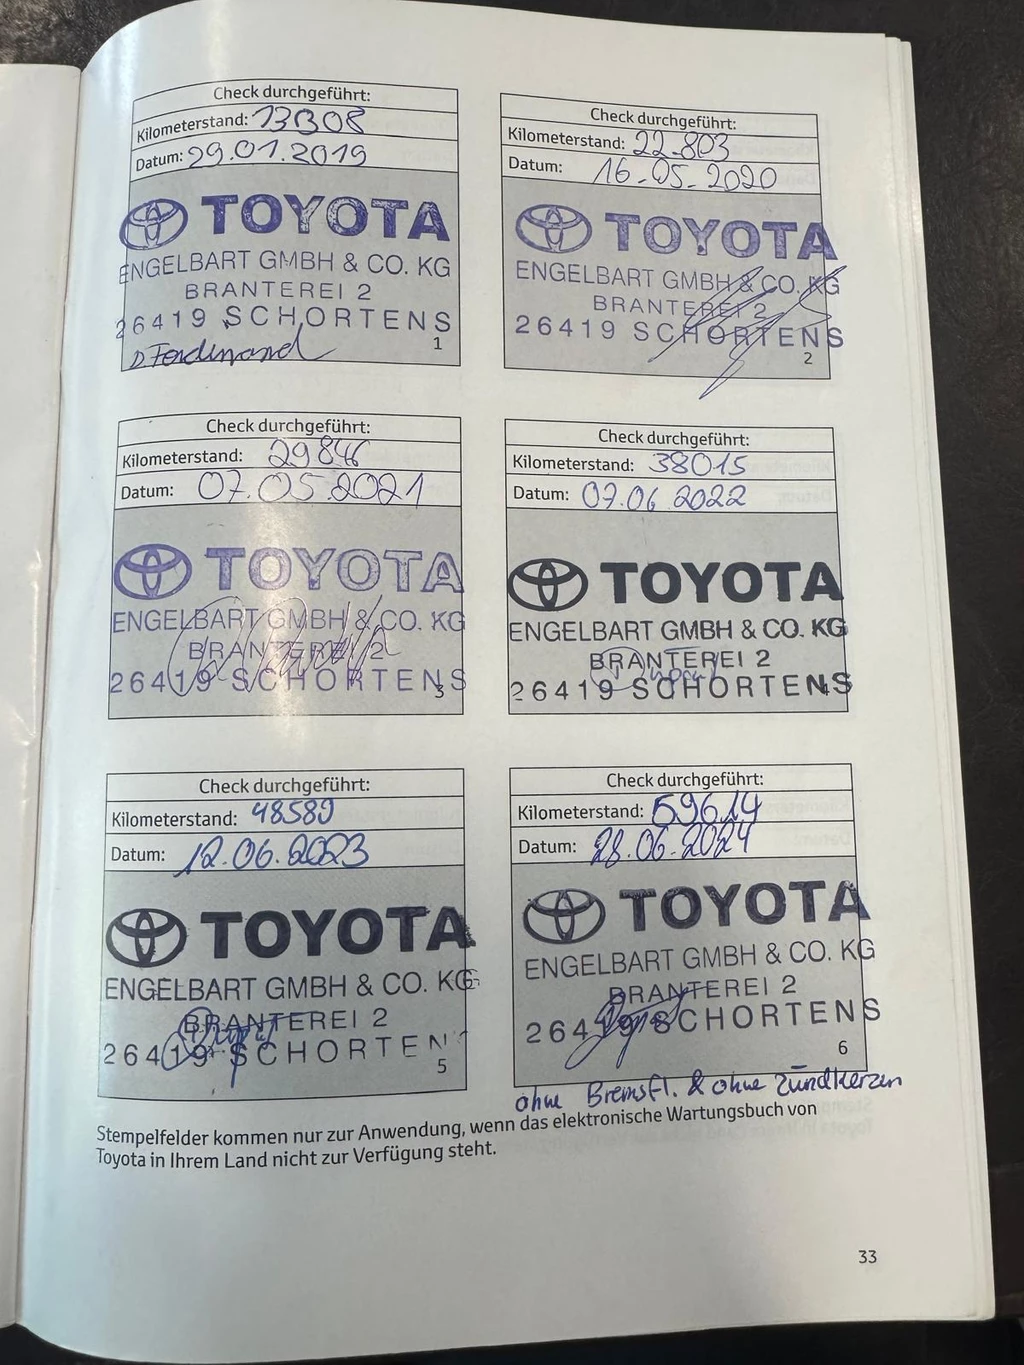 Check durchgeführt:
Kilometerstand: 13308
Datum: 29.01.2019
TOYOTA
ENGELBART GMBH & CO. KG
BRANTEREI 2
26419 SCHORTENS
D Ferdinand
1
Check durchgeführt:
Kilometerstand: 22.803
Datum: 16.05.2020
TOYOTA
ENGELBART GMBH & CO. KG
BRANTEREI 2
26419 SCHORTENS
2
Check durchgeführt:
Kilometerstand: 29846
Datum: 07.05.2021
TOYOTA
ENGELBART GMBH & CO. KG
BRANTEREI 2
26419 SCHORTENS
3
Check durchgeführt:
Kilometerstand: 38015
Datum: 07.06.2022
TOYOTA
ENGELBART GMBH & CO. KG
BRANTEREI 2
26419 SCHORTENS
4
Check durchgeführt:
Kilometerstand: 48589
Datum: 12.06.2023
TOYOTA
ENGELBART GMBH & CO. KG
BRANTEREI 2
26419 SCHORTEN
5
Check durchgeführt:
Kilometerstand: 59614
Datum: 28.06.2024
TOYOTA
ENGELBART GMBH & CO. KG
BRANTEREI 2
26419 SCHORTENS
6
ohne Bremsfl. & ohne Zündkerzen
Stempelfelder kommen nur zur Anwendung, wenn das elektronische Wartungsbuch von
Toyota in Ihrem Land nicht zur Verfügung steht.
33